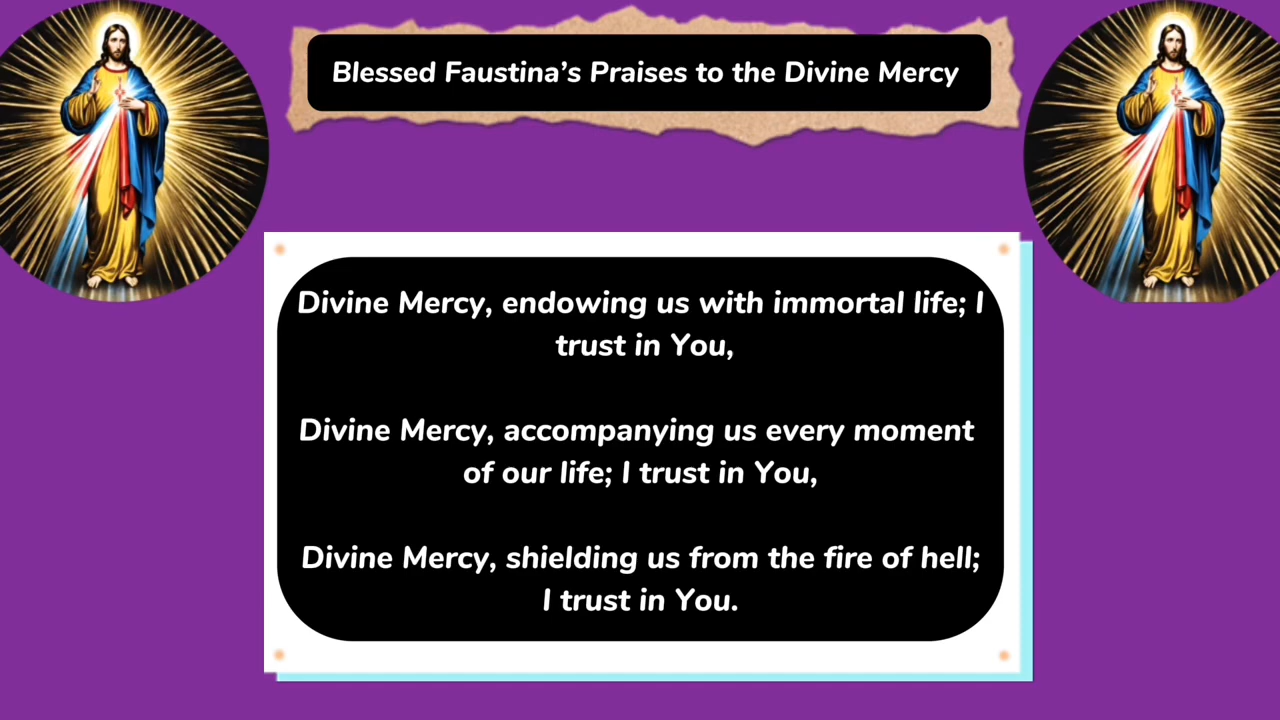 Blessed Faustina’s Praises to the Divine Mercy
Divine Mercy, endowing us with immortal life; I
trust in You,
Divine Mercy, accompanying us every moment
of our life; I trust in You,
Divine Mercy, shielding us from the fire of hell;
I trust in You.